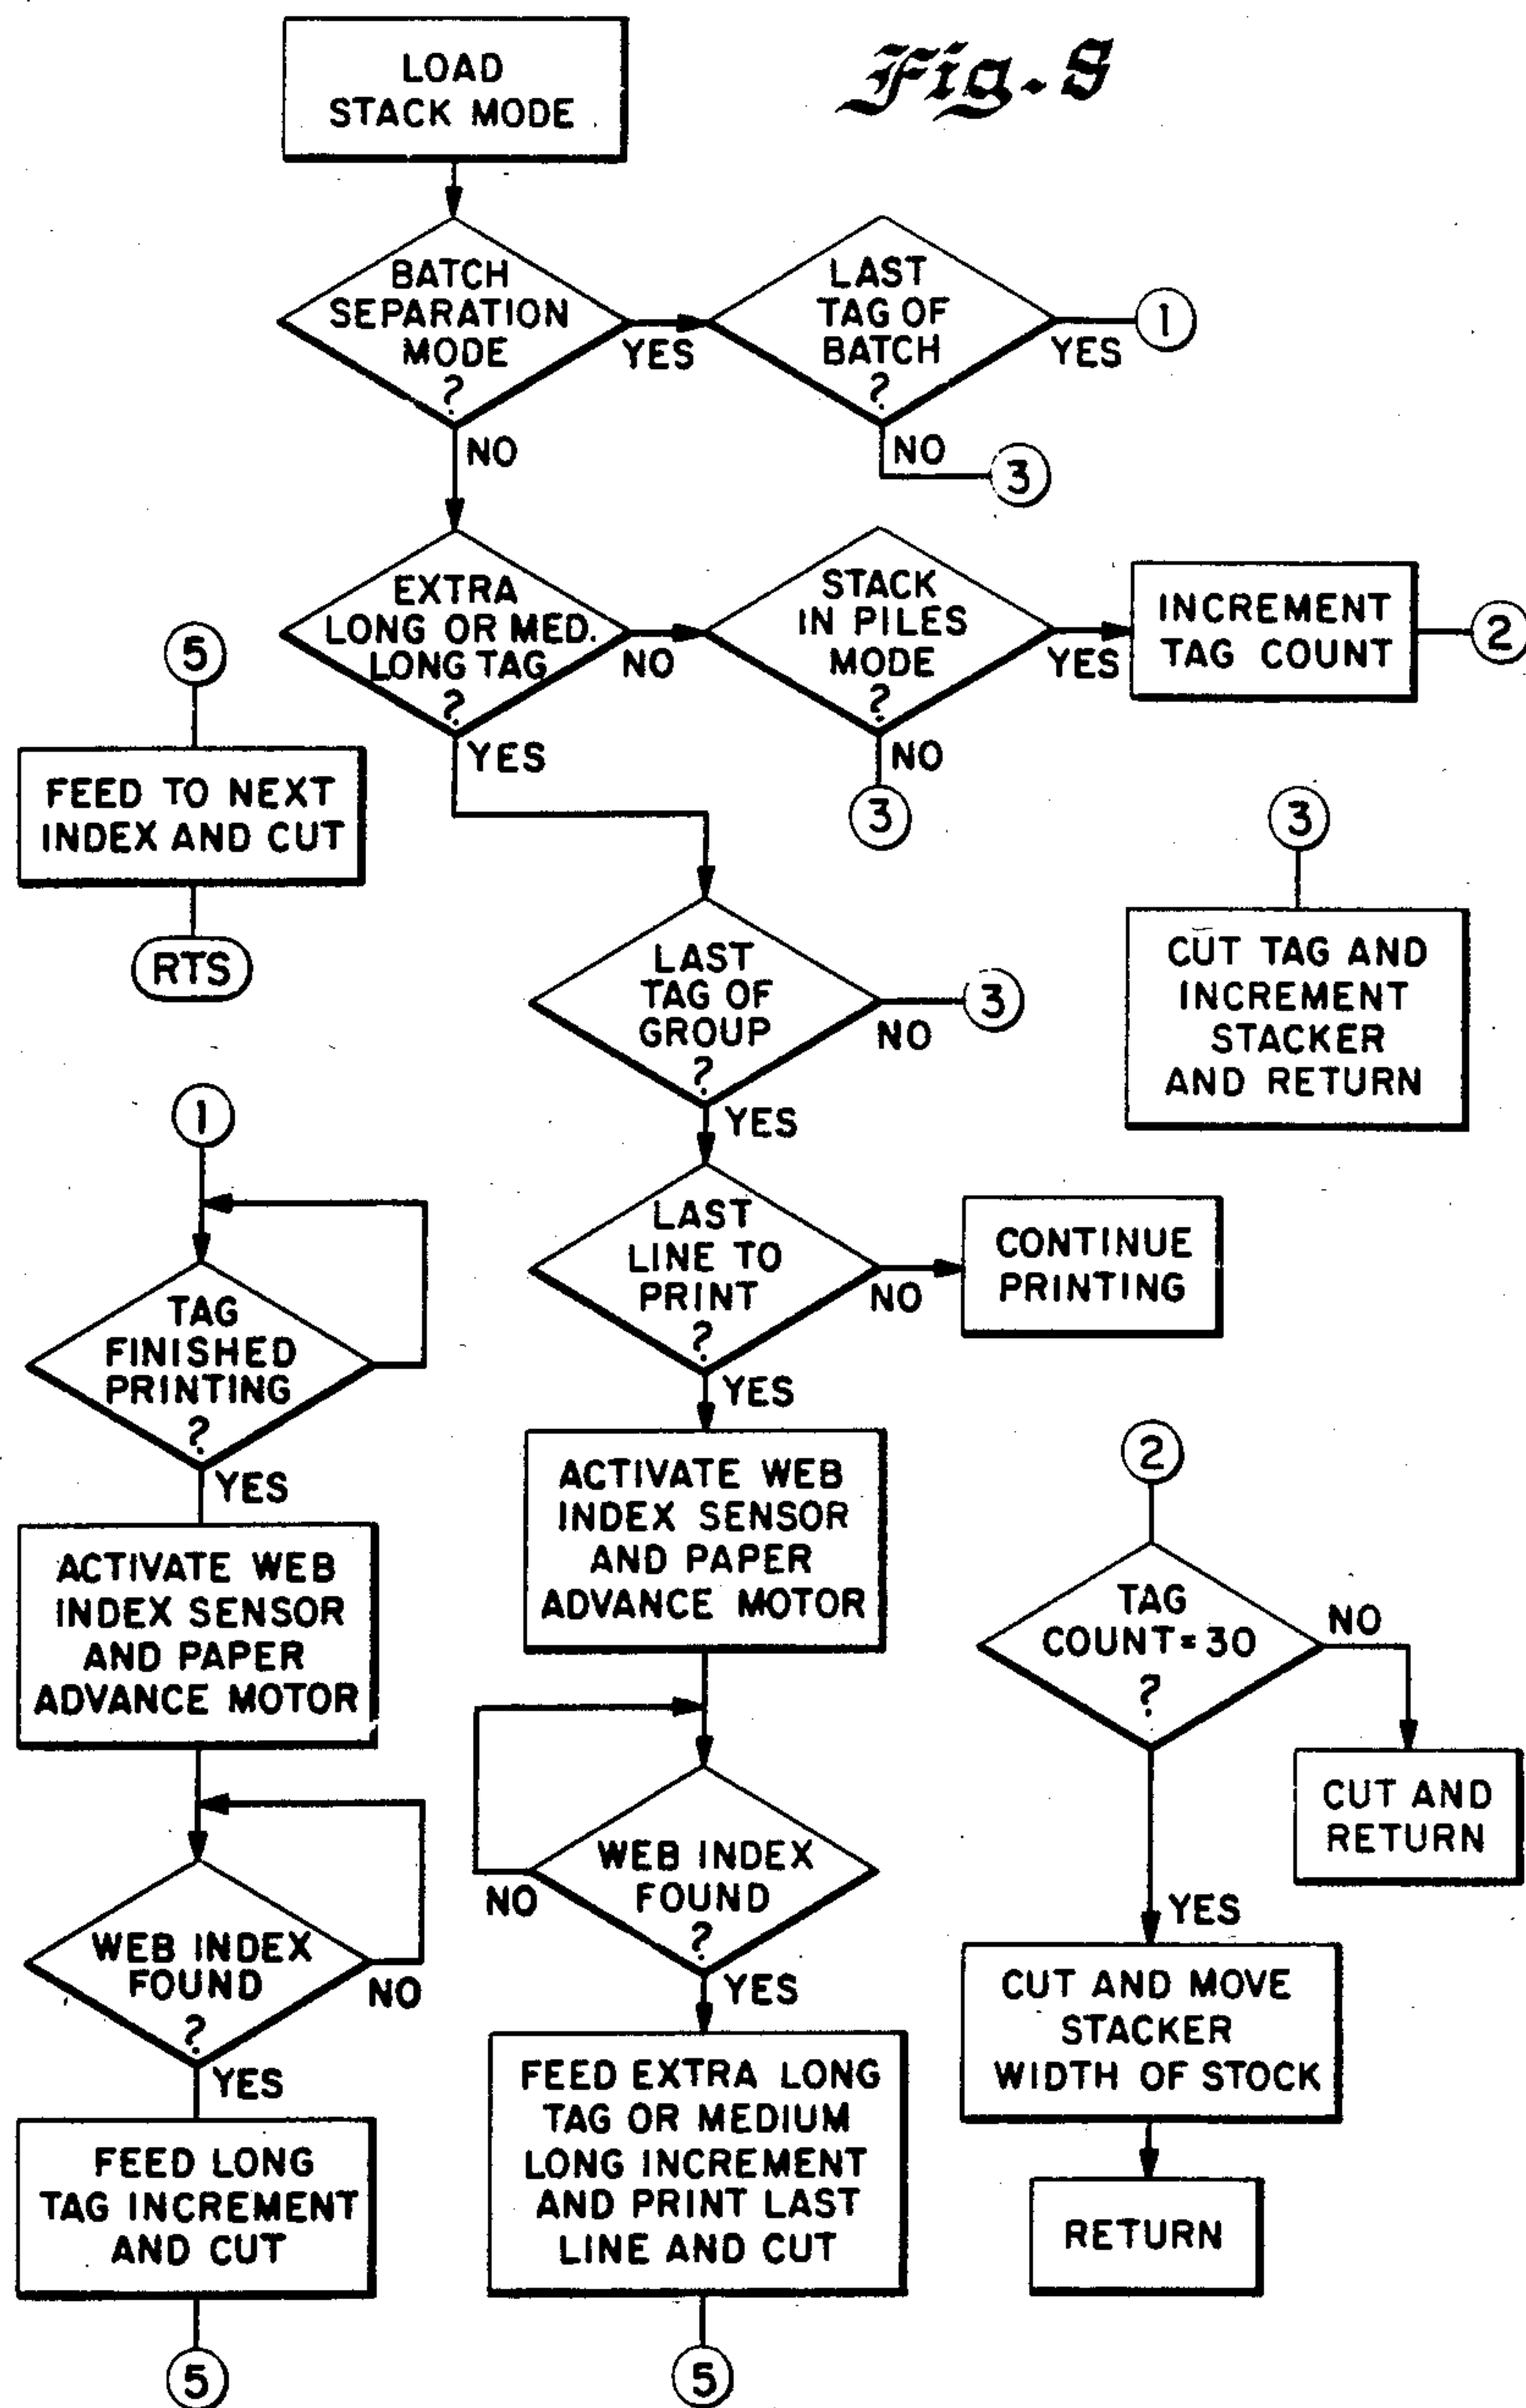 Fig. 8
LOAD
STACK MODE
BATCH
SEPARATION
MODE
?
YES
NO
LAST
TAG OF
BATCH
?
YES
1
NO
3
EXTRA
LONG OR MED.
LONG TAG
?
NO
YES
STACK
IN PILES
MODE
?
YES
NO
3
INCREMENT
TAG COUNT
2
5
FEED TO NEXT
INDEX AND CUT
RTS
3
CUT TAG AND
INCREMENT
STACKER
AND RETURN
LAST
TAG OF
GROUP
?
NO
3
YES
LAST
LINE TO
PRINT
?
NO
CONTINUE
PRINTING
YES
ACTIVATE WEB
INDEX SENSOR
AND PAPER
ADVANCE MOTOR
WEB INDEX
FOUND
?
NO
YES
FEED EXTRA LONG
TAG OR MEDIUM
LONG INCREMENT
AND PRINT LAST
LINE AND CUT
5
1
TAG
FINISHED
PRINTING
?
YES
ACTIVATE WEB
INDEX SENSOR
AND PAPER
ADVANCE MOTOR
WEB INDEX
FOUND
?
NO
YES
FEED LONG
TAG INCREMENT
AND CUT
5
2
TAG
COUNT=30
?
NO
CUT AND
RETURN
YES
CUT AND MOVE
STACKER
WIDTH OF STOCK
RETURN